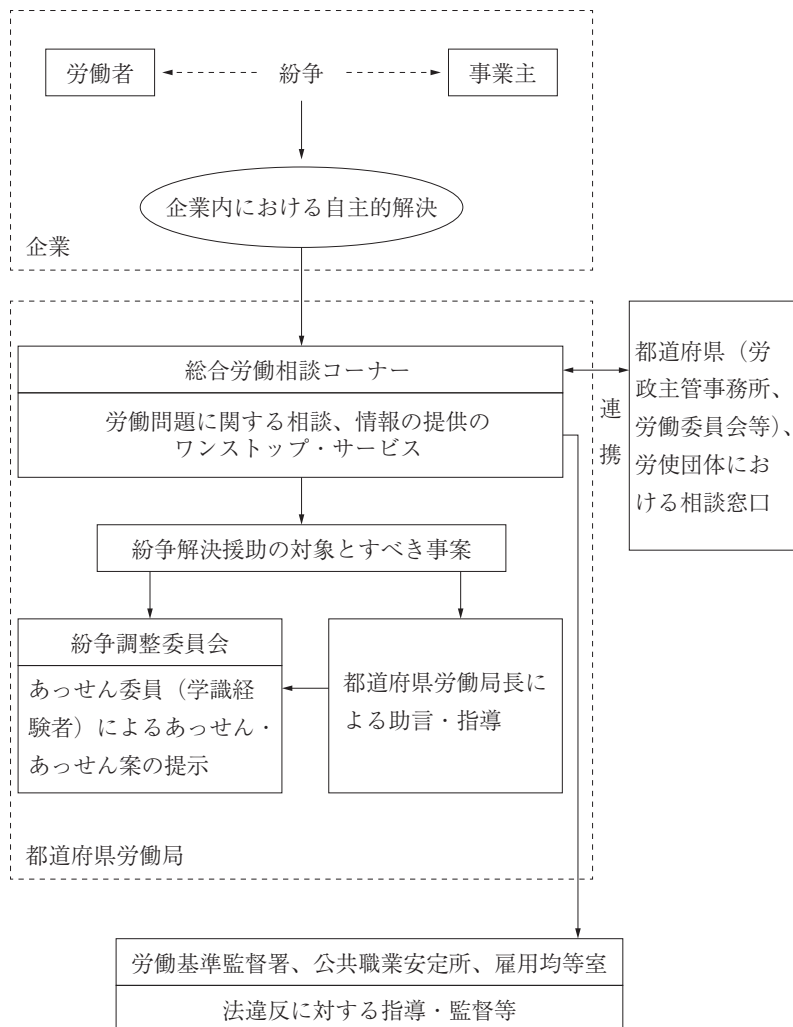 労働者
紛争
事業主
企業内における自主的解決
企業
総合労働相談コーナー
労働問題に関する相談、情報の提供の
ワンストップ・サービス
連
携
都道府県（労
政主管事務所、
労働委員会等）、
労使団体にお
ける相談窓口
紛争解決援助の対象とすべき事案
紛争調整委員会
あっせん委員（学識経
験者）によるあっせん・
あっせん案の提示
都道府県労働局長に
よる助言・指導
都道府県労働局
労働基準監督署、公共職業安定所、雇用均等室
法違反に対する指導・監督等